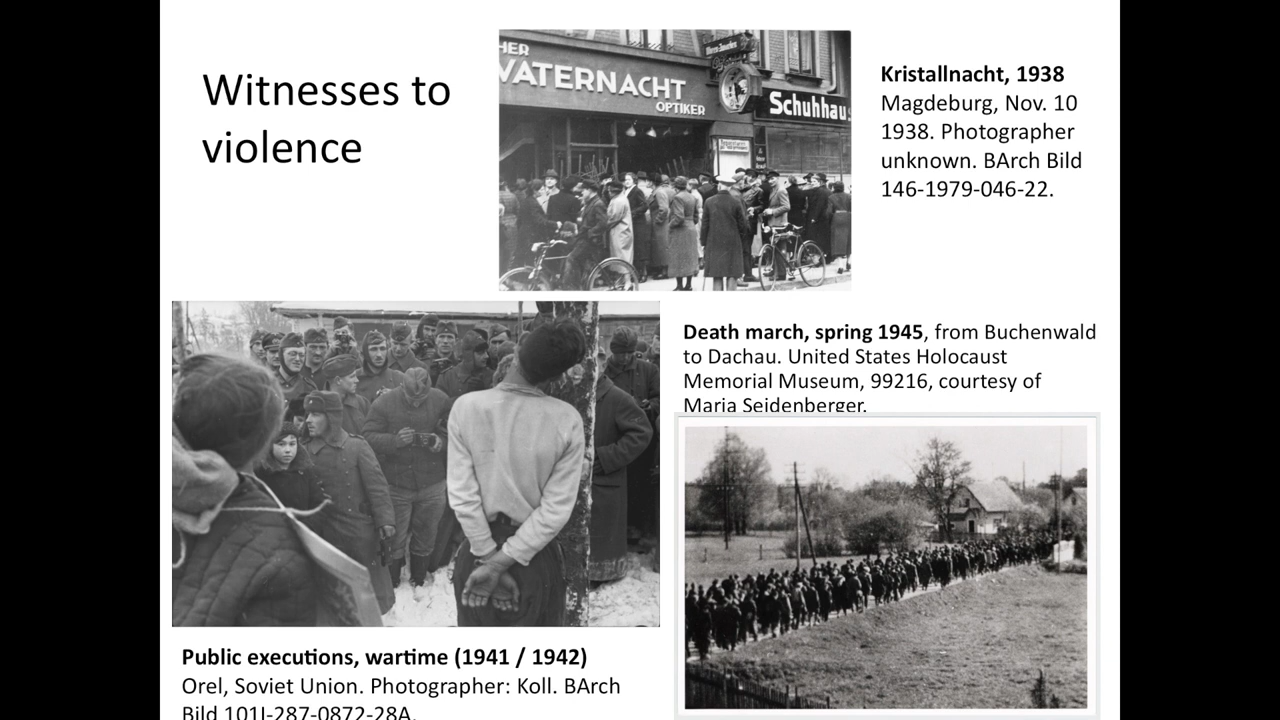 Witnesses to
violence
HER
VATERNACHT
OPTIKER
Schuhhau
Kristallnacht, 1938
Magdeburg, Nov. 10
1938. Photographer
unknown. BArch Bild
146-1979-046-22.
Death march, spring 1945, from Buchenwald
to Dachau. United States Holocaust
Memorial Museum, 99216, courtesy of
Maria Seidenberger.
Public executions, wartime (1941 / 1942)
Orel, Soviet Union. Photographer: Koll. BArch
Bild 101I-287-0872-28A.